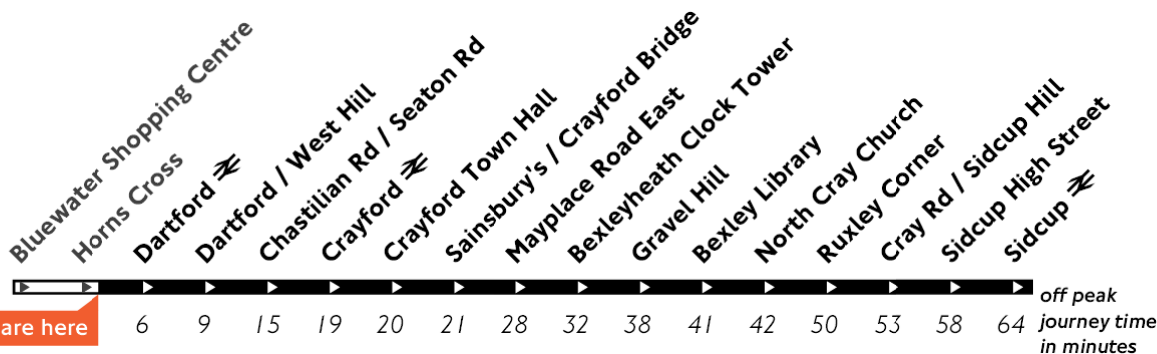 Bluewater Shopping Centre
Horns Cross
Dartford
Dartford / West Hill
Chastilian Rd / Seaton Rd
Crayford
Crayford Town Hall
Sainsbury's / Crayford Bridge
Mayplace Road East
Bexleyheath Clock Tower
Gravel Hill
Bexley Library
North Cray Church
Ruxley Corner
Cray Rd / Sidcup Hill
Sidcup High Street
Sidcup
are here
6 9 15 19 20 21 28 32 38 41 42 50 53 58 64
off peak
journey time
in minutes